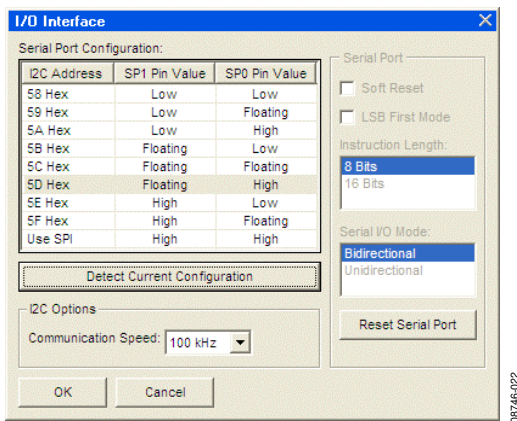 I/O Interface
Serial Port Configuration:
I2C Address SP1 Pin Value SP0 Pin Value
58 Hex Low Low
59 Hex Low Floating
5A Hex Low High
5B Hex Floating Low
5C Hex Floating Floating
5D Hex Floating High
5E Hex High Low
5F Hex High Floating
Use SPI High High
Detect Current Configuration
I2C Options
Communication Speed: 100 kHz
OK Cancel
Serial Port
Soft Reset
LSB First Mode
Instruction Length:
8 Bits
16 Bits
Serial I/O Mode:
Bidirectional
Unidirectional
Reset Serial Port
08746-022